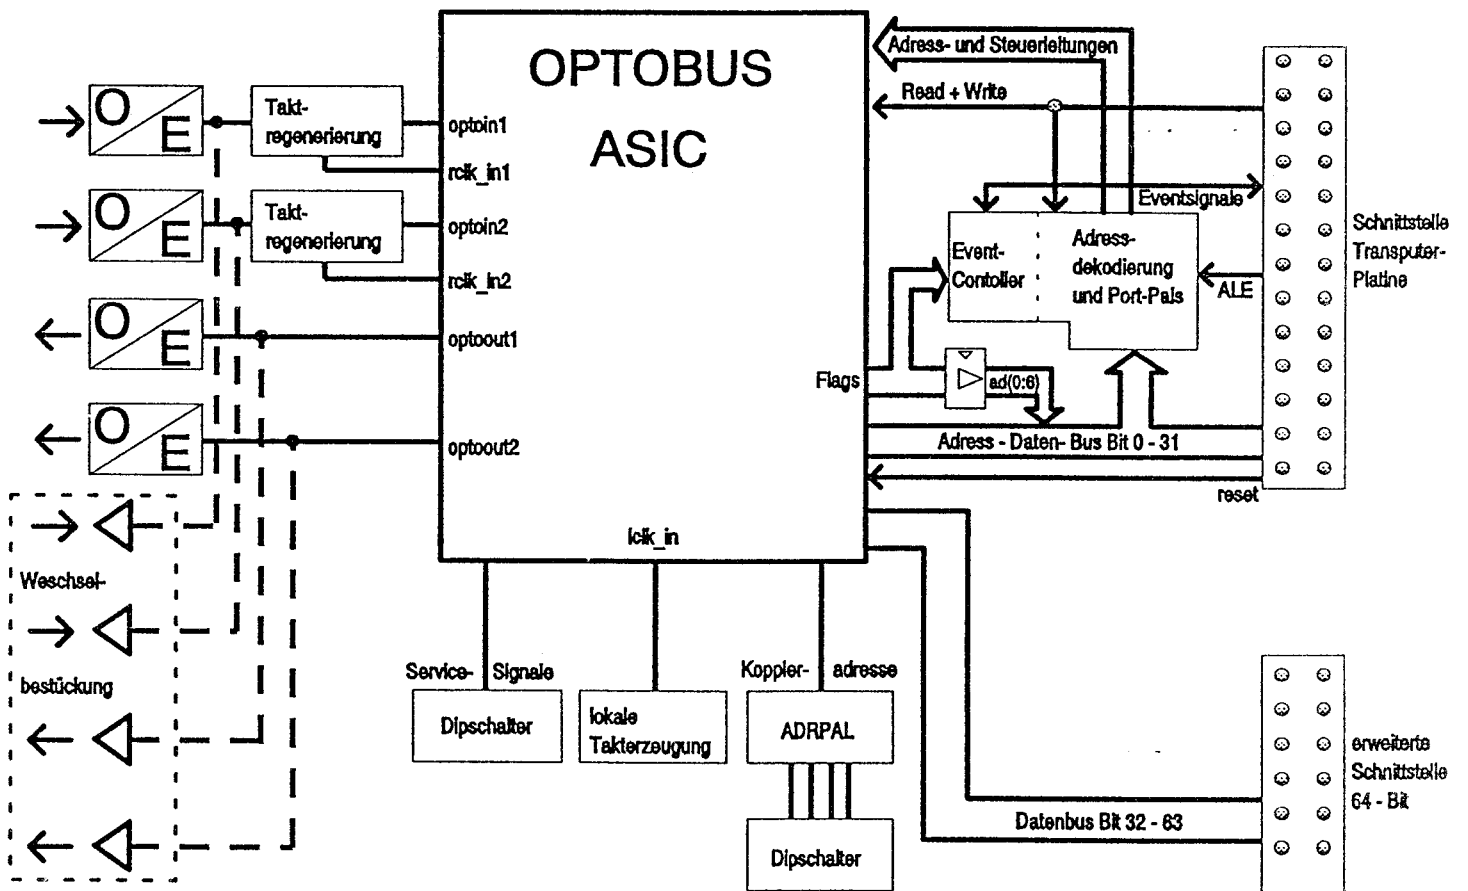 OPTOBUS
ASIC
O
E
Takt-
regenerierung
optoin1
rclk_in1
O
E
Takt-
regenerierung
optoin2
rclk_in2
O
E
optoout1
O
E
optoout2
Weschsel-
bestückung
lclk_in
Flags
Adress- und Steuerleitungen
Read + Write
Eventsignale
Event-
Contoller
Adress-
dekodierung
und Port-Pals
ALE
ad(0:6)
Adress - Daten- Bus Bit 0 - 31
reset
Schnittstelle
Transputer-
Platine
Service- Signale
Dipschalter
lokale
Takterzeugung
Koppler- adresse
ADRPAL
Dipschalter
Datenbus Bit 32 - 63
erweiterte
Schnittstelle
64 - Bit